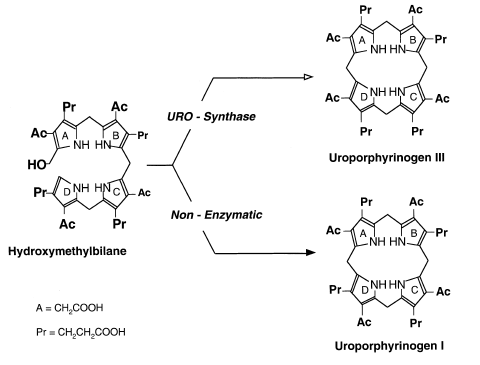 Pr
Ac
A
B
Pr
NH HN
NH HN
D
C
Ac
Ac
Pr
Pr
Uroporphyrinogen III
URO - Synthase
Pr
Ac
Ac
A
B
Pr
NH HN
HO
NH HN
Pr
D
C
Ac
Ac
Pr
Hydroxymethylbilane
Non - Enzymatic
Pr
Ac
Ac
A
B
Pr
NH HN
NH HN
Pr
D
C
Ac
Ac
Pr
Uroporphyrinogen I
A = CH2COOH
Pr = CH2CH2COOH